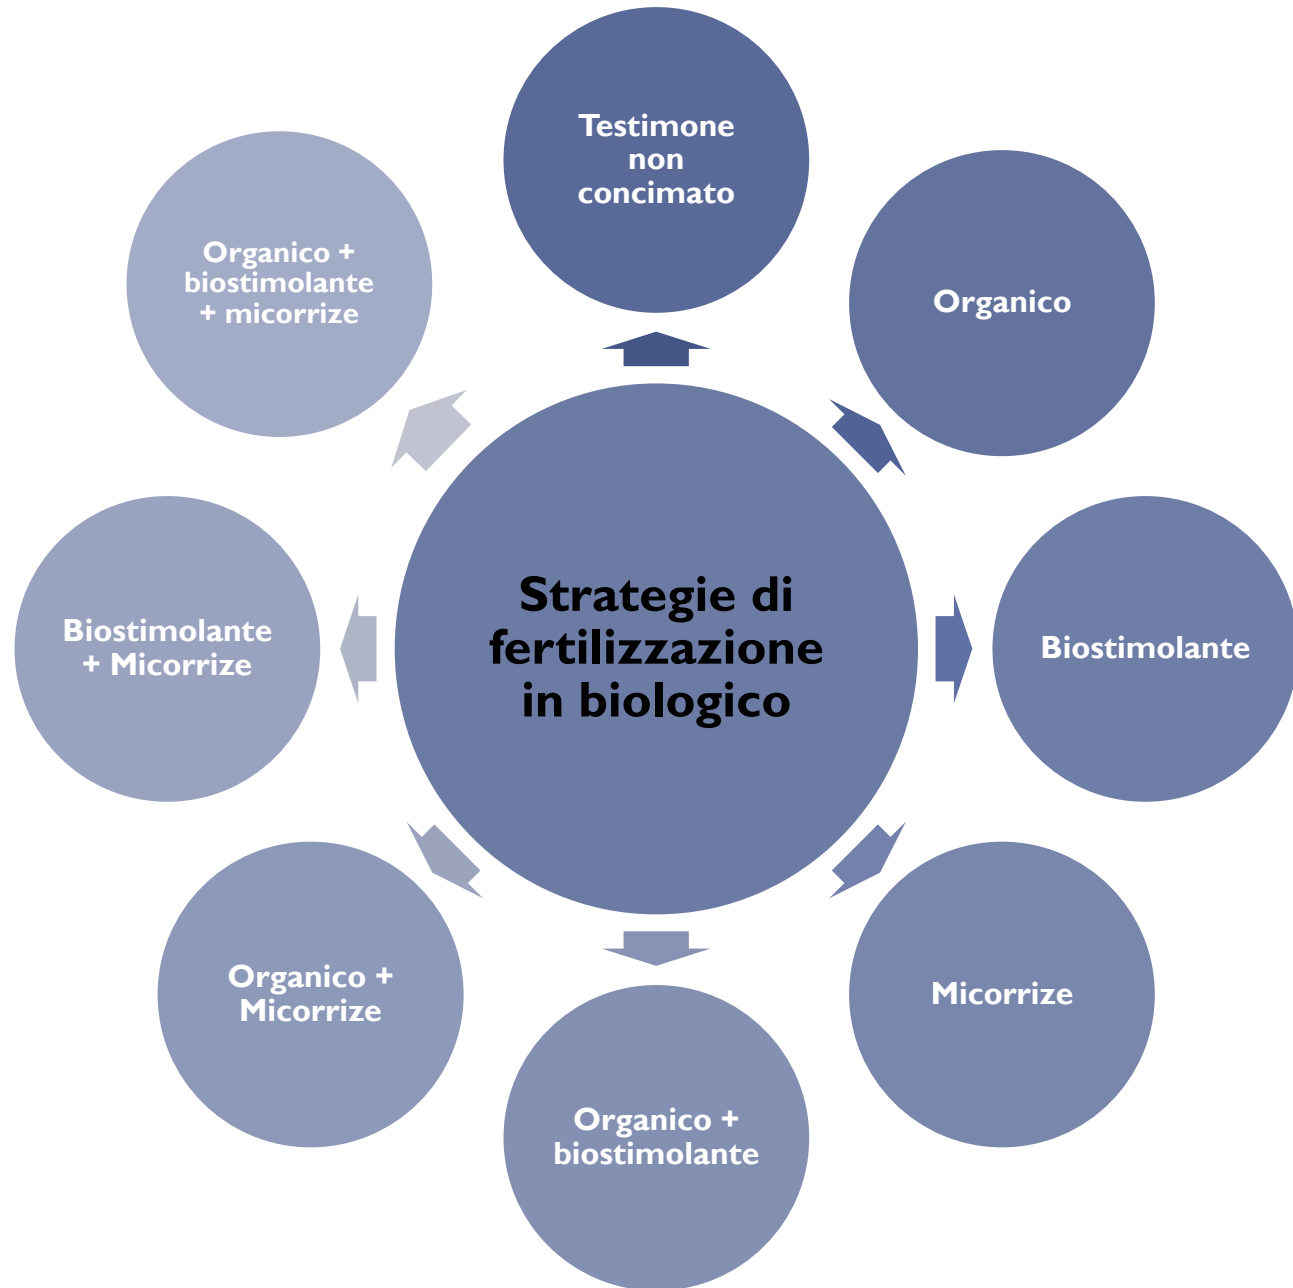 Testimone
non
concimato
Organico
Biostimolante
Micorrize
Organico +
biostimolante
Organico +
Micorrize
Biostimolante
+ Micorrize
Organico +
biostimolante
+ micorrize
Strategie di
fertilizzazione
in biologico